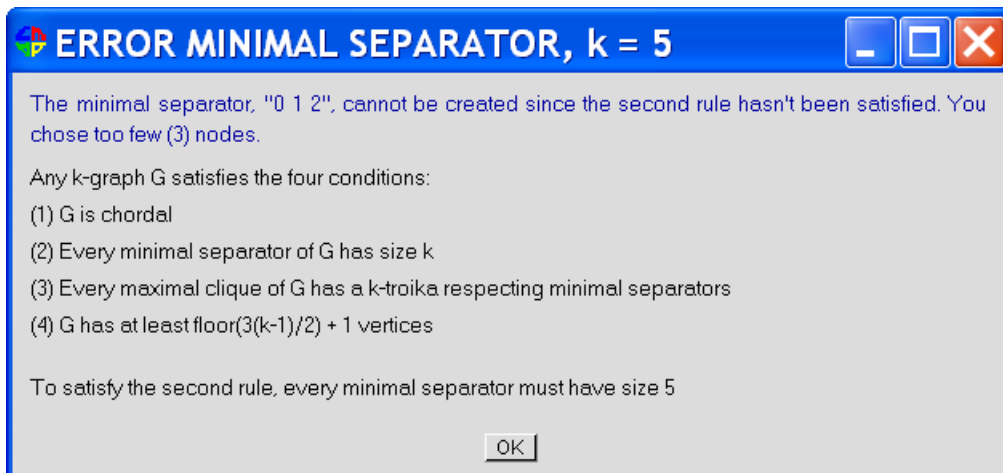 ERROR MINIMAL SEPARATOR, k = 5
The minimal separator, "0 1 2", cannot be created since the second rule hasn't been satisfied. You
chose too few (3) nodes.
Any k-graph G satisfies the four conditions:
(1) G is chordal
(2) Every minimal separator of G has size k
(3) Every maximal clique of G has a k-troika respecting minimal separators
(4) G has at least floor(3(k-1)/2) + 1 vertices
To satisfy the second rule, every minimal separator must have size 5
OK